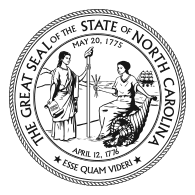 THE GREAT SEAL OF THE STATE OF NORTH CAROLINA
MAY 20, 1775
APRIL 12, 1776
★ ESSE QUAM VIDERI ★